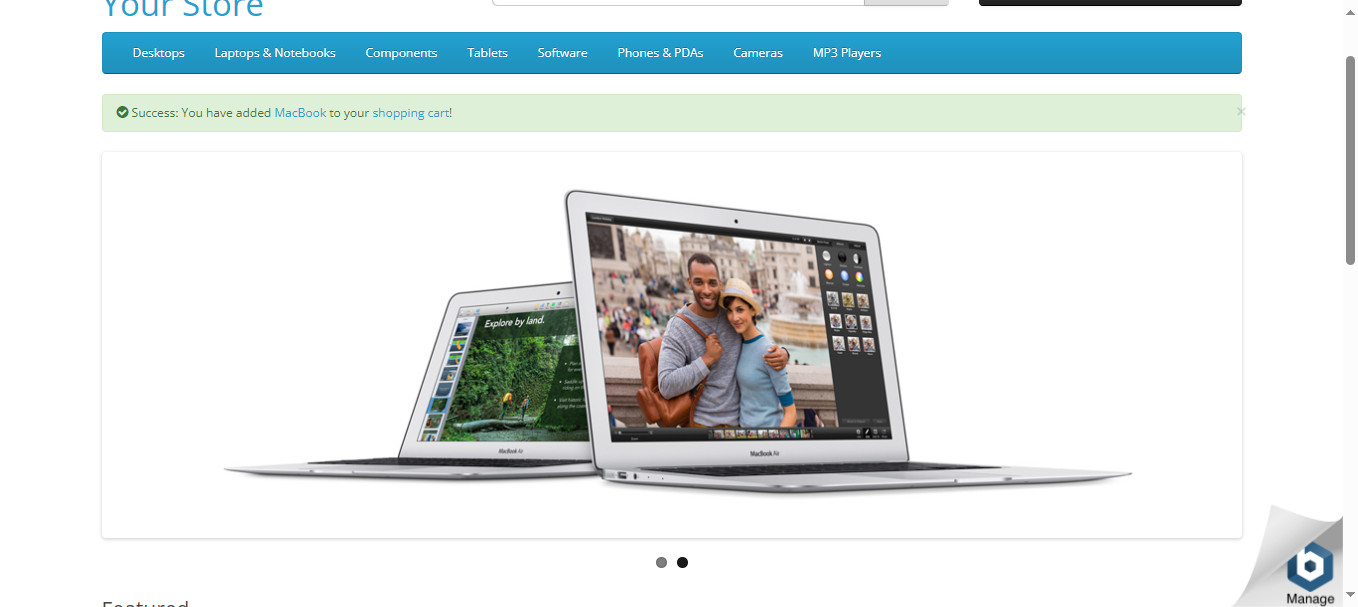 Your Store
Desktops Laptops & Notebooks Components Tablets Software Phones & PDAs Cameras MP3 Players
Success: You have added MacBook to your shopping cart!
×
Explore by land.
MacBook Air
MacBook Air
Manage
Featured